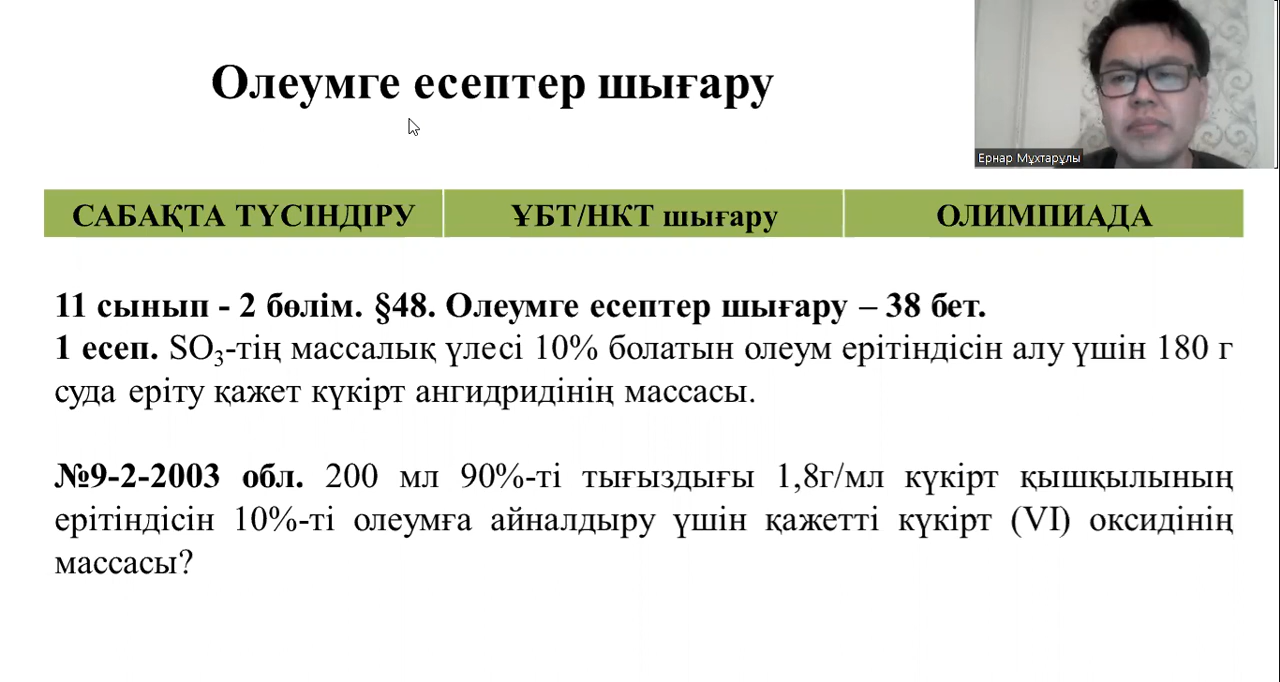 Олеумге есептер шығару
Ернар Мұхтарұлы
САБАҚТА ТҮСІНДІРУ ҰБТ/НКТ шығару ОЛИМПИАДА
11 сынып - 2 бөлім. §48. Олеумге есептер шығару – 38 бет.
1 есеп. SO₃-тің массалық үлесі 10% болатын олеум ерітіндісін алу үшін 180 г
суда еріту қажет күкірт ангидридінің массасы.
№9-2-2003 обл. 200 мл 90%-ті тығыздығы 1,8г/мл күкірт қышқылының
ерітіндісін 10%-ті олеумға айналдыру үшін қажетті күкірт (VI) оксидінің
массасы?